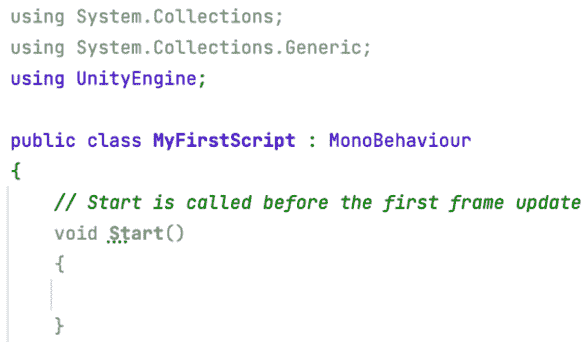 using System.Collections;
using System.Collections.Generic;
using UnityEngine;
public class MyFirstScript : MonoBehaviour
{
// Start is called before the first frame update
void Start()
{
}